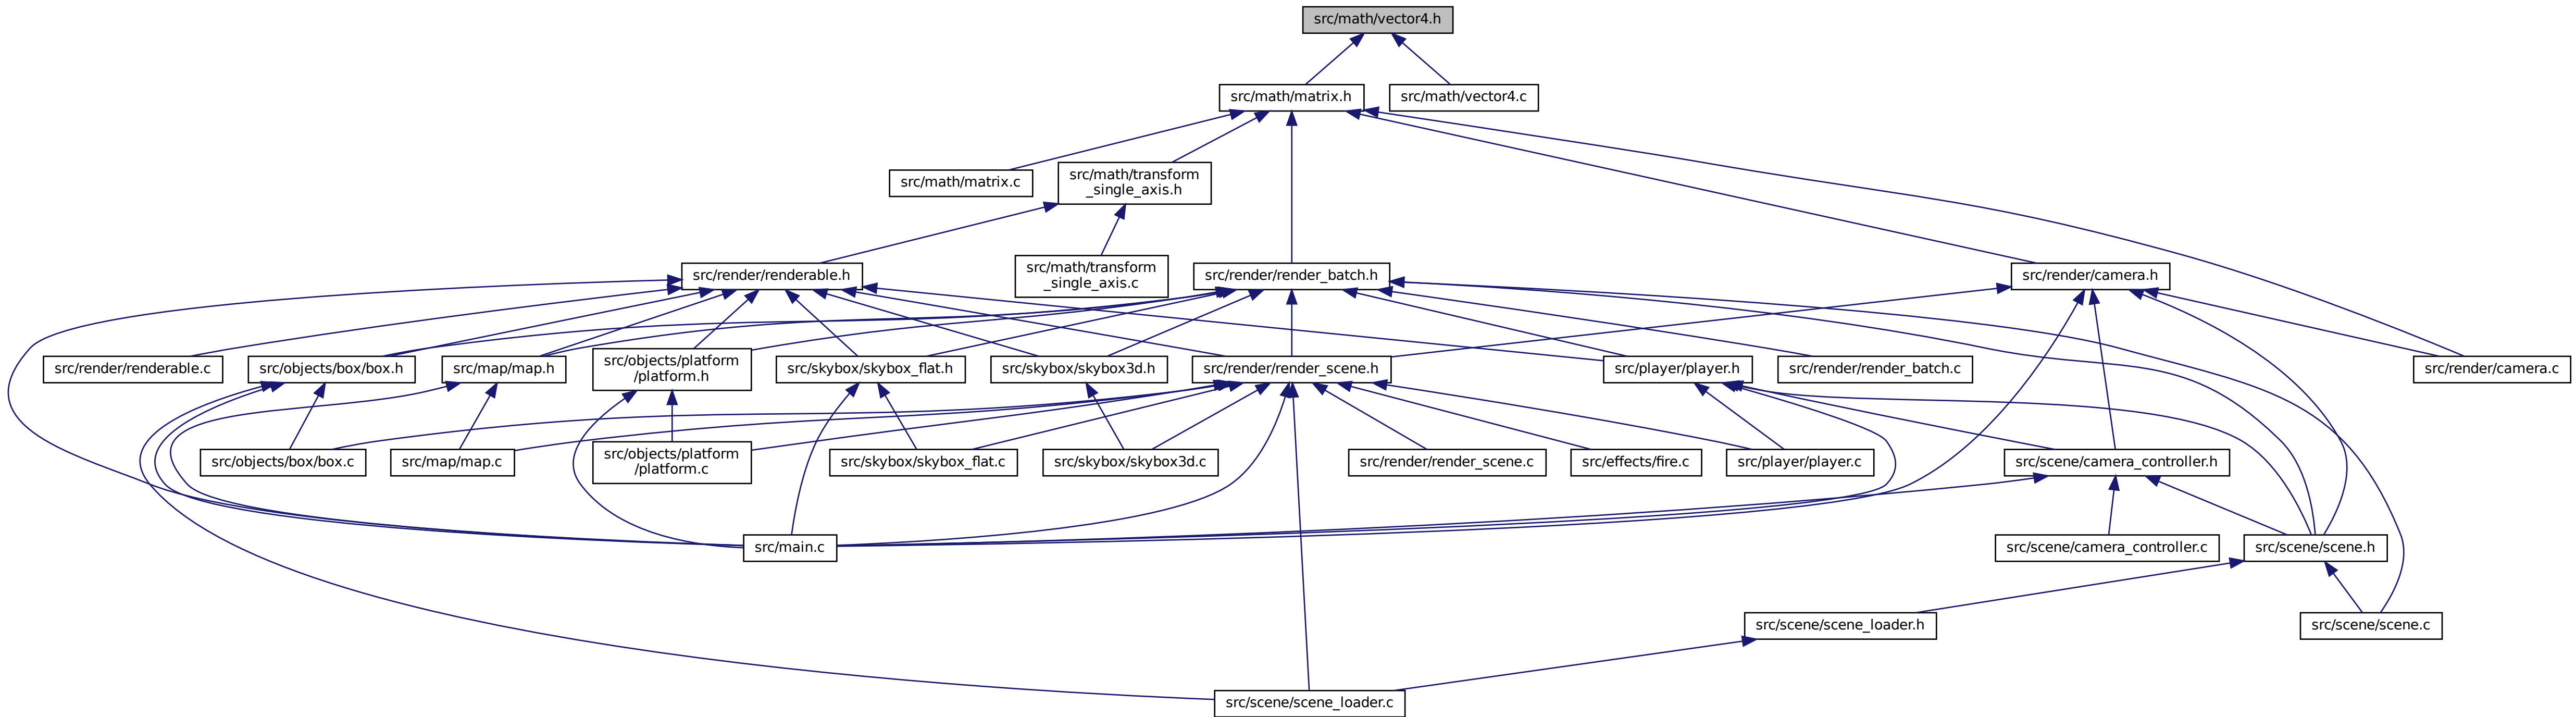 src/math/vector4.h
src/math/matrix.h
src/math/vector4.c
src/math/matrix.c
src/math/transform
_single_axis.h
src/render/renderable.h
src/math/transform
_single_axis.c
src/render/render_batch.h
src/render/camera.h
src/render/renderable.c
src/objects/box/box.h
src/map/map.h
src/objects/platform
/platform.h
src/skybox/skybox_flat.h
src/skybox/skybox3d.h
src/render/render_scene.h
src/player/player.h
src/render/render_batch.c
src/render/camera.c
src/objects/box/box.c
src/map/map.c
src/objects/platform
/platform.c
src/skybox/skybox_flat.c
src/skybox/skybox3d.c
src/render/render_scene.c
src/effects/fire.c
src/player/player.c
src/scene/camera_controller.h
src/main.c
src/scene/camera_controller.c
src/scene/scene.h
src/scene/scene_loader.h
src/scene/scene.c
src/scene/scene_loader.c